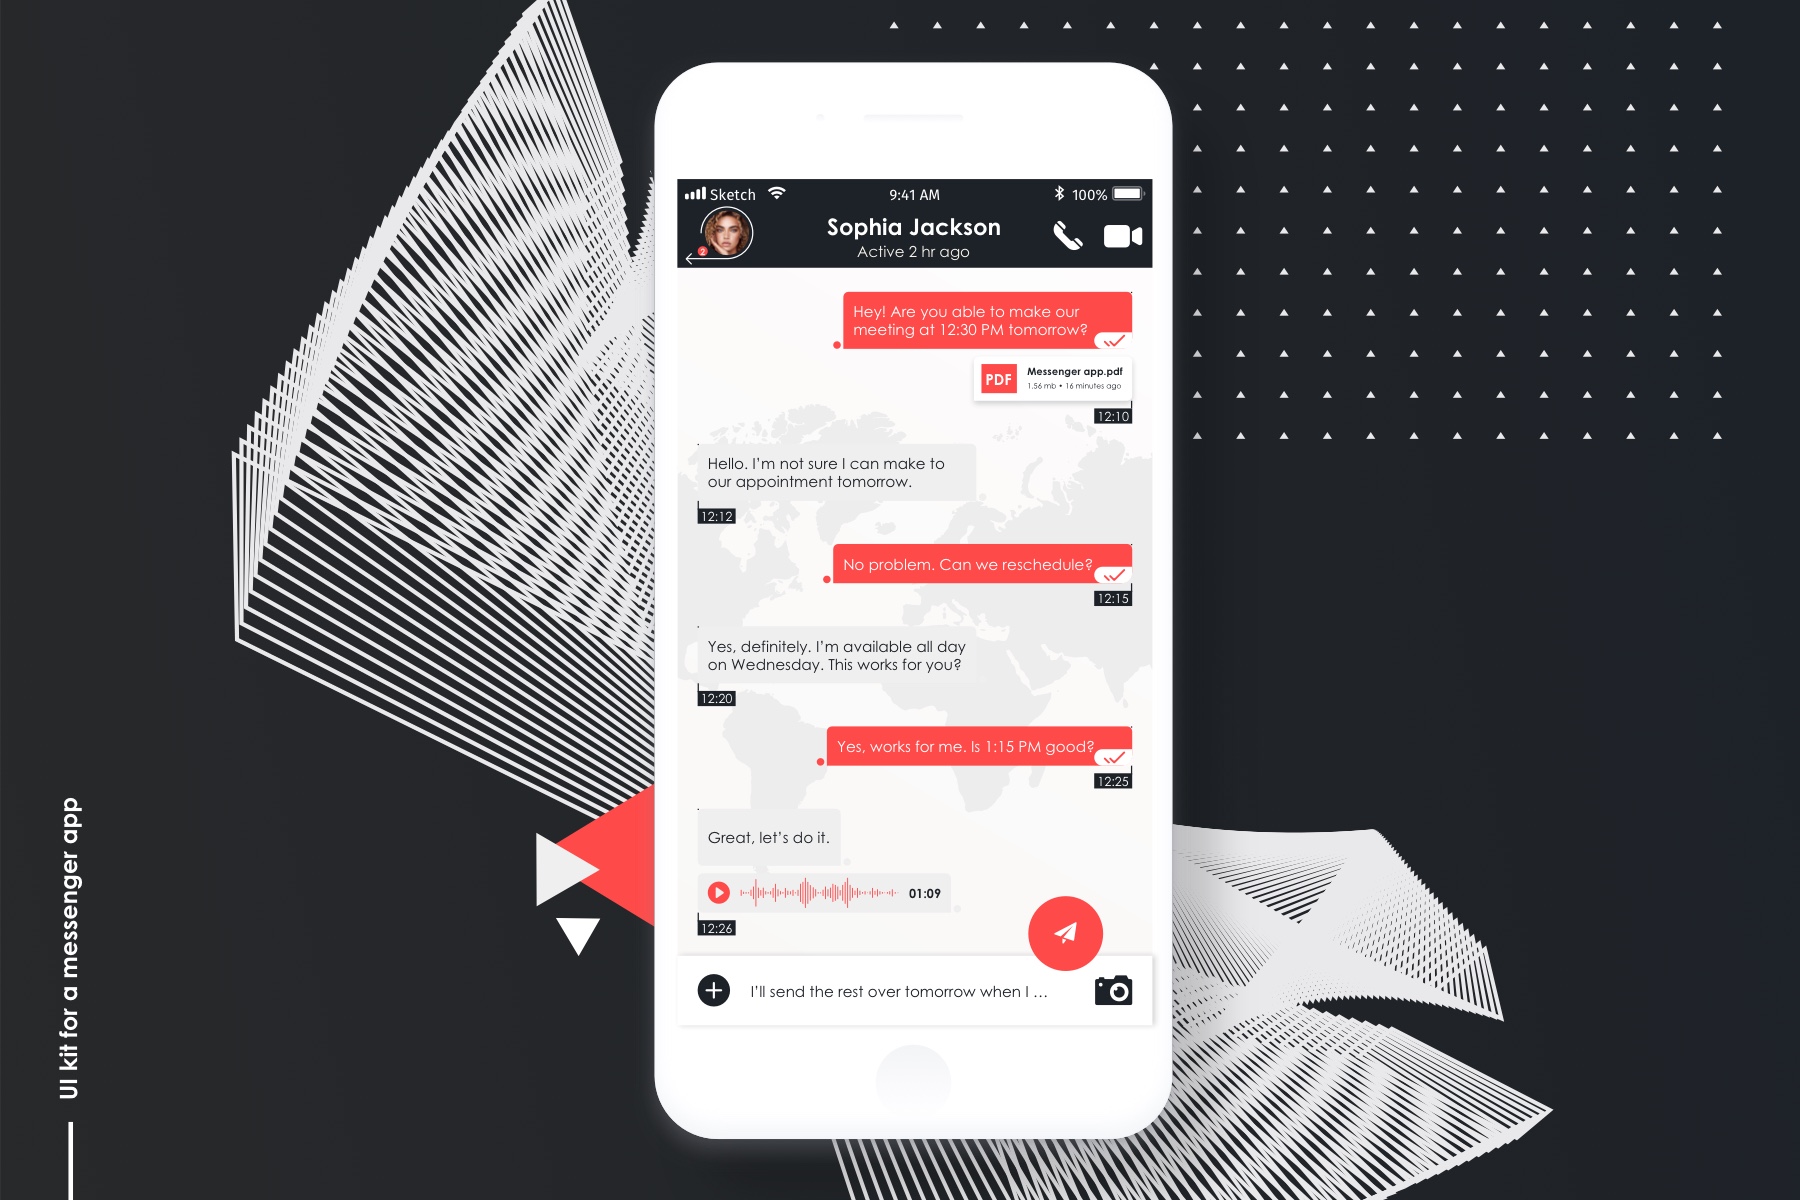 Sketch
9:41 AM
100%
Sophia Jackson
Active 2 hr ago
2
Hey! Are you able to make our
meeting at 12:30 PM tomorrow?
PDF
Messenger app.pdf
1.56 mb • 16 minutes ago
12:10
Hello. I’m not sure I can make to
our appointment tomorrow.
12:12
No problem. Can we reschedule?
12:15
Yes, definitely. I’m available all day
on Wednesday. This works for you?
12:20
Yes, works for me. Is 1:15 PM good?
12:25
Great, let’s do it.
01:09
12:26
I’ll send the rest over tomorrow when I ...
UI kit for a messenger app